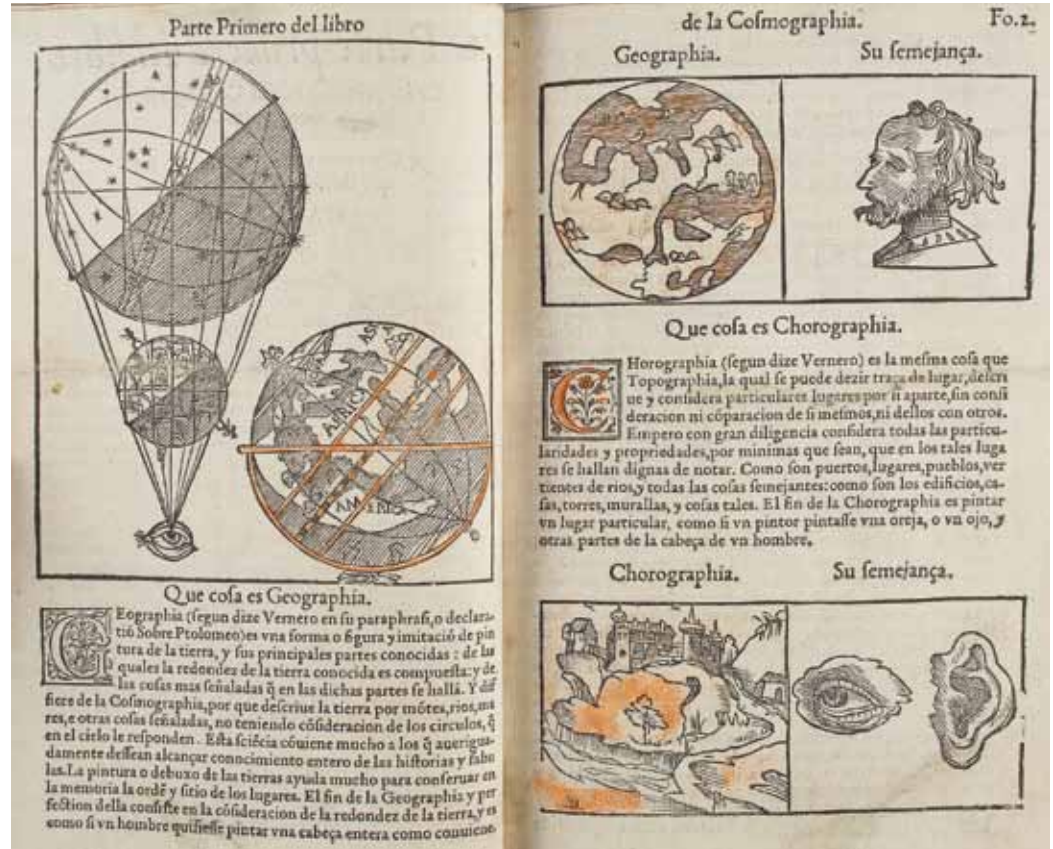 Parte Primero del libro
AFRICA
AMERI
Que cosa es Geographia.
GEographia (segun dize Vernero en su paraphrasi, o declara-
tiõ Sobre Ptolomeo) es vna forma o figura y imitació de pin
tura de la tierra, y sus principales partes conocidas : de las
quales la redondez de la tierra conocida es compuesta: y de
las cosas mas señaladas q̃ en las dichas partes se hallã. Y dif
fiere de la Cosmographia, por que descriue la tierra por mõtes, rios, ma
res, e otras cosas señaladas, no teniendo cõsideracion de los circulos, q̃
en el cielo le responden. Esta sciẽcia cõuiene mucho a los q̃ auerigua-
damente dessean alcançar conocimiento entero de las historias y fabu
las. La pintura o debuxo de las tierras ayuda mucho para conseruar en
la memoria la ordẽ y sitio de los lugares. El fin de la Geographia y per
fection della consiste en la cõsideracion de la redondez de la tierra, y es
como si vn hombre quisiesse pintar vna cabeça entera como conuiene
de la Cosmographia. Fo.2.
Geographia. Su semejança.
Que cosa es Chorographia.
CHorographia (segun dize Vernero) es la mesma cosa que
Topographia, la qual se puede dezir traça de lugar, descri
ue y considera particulares lugares por si aparte, sin consi
deracion ni cõparacion de si mesmos, ni dellos con otros.
Empero con gran diligencia considera todas las particu-
laridades y propriedades, por minimas que sean, que en los tales luga
res se hallan dignas de notar. Como son puertos, lugares, pueblos, ver
tientes de rios, y todas las cosas semejantes: como son los edificios, ca-
sas, torres, murallas, y cosas tales. El fin de la Chorographia es pintar
vn lugar particular, como si vn pintor pintasse vna oreja, o vn ojo, y
otras partes de la cabeça de vn hombre.
Chorographia. Su semejança.